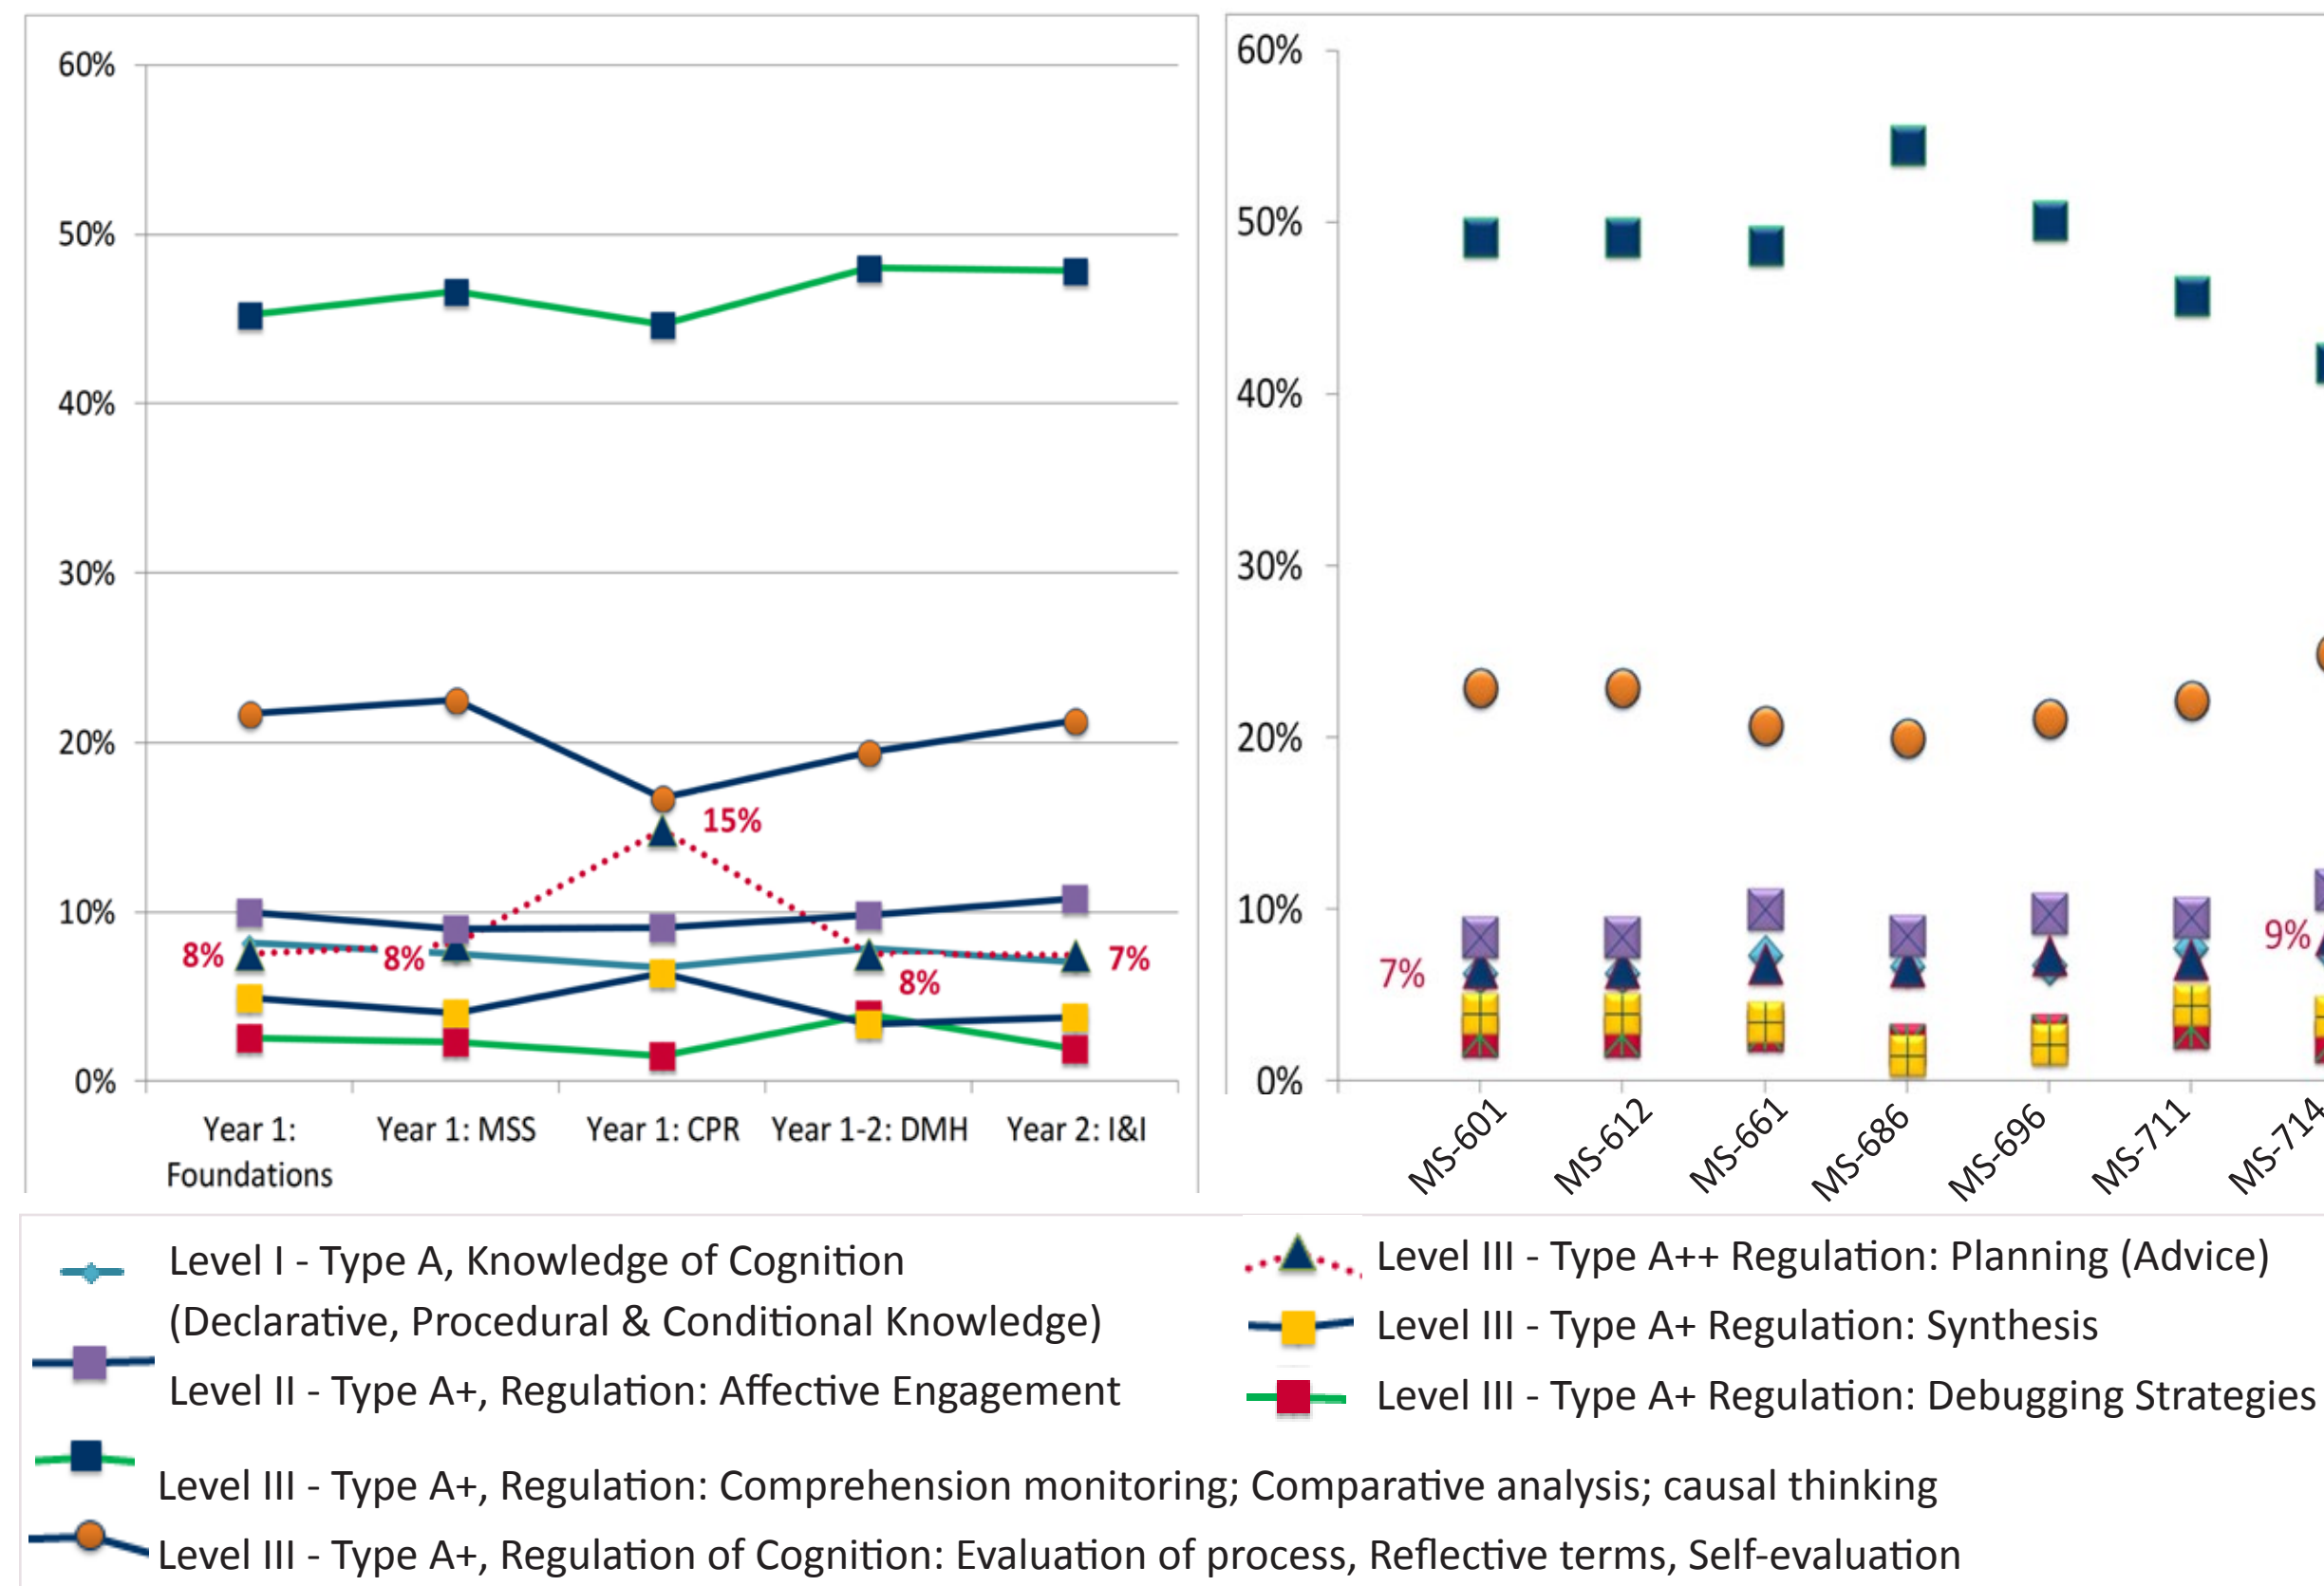 60%
50%
40%
30%
20%
10%
0%
8%
8%
15%
8%
7%
Year 1:
Foundations
Year 1: MSS
Year 1: CPR
Year 1-2: DMH
Year 2: I&I
60%
50%
40%
30%
20%
10%
0%
7%
9%
MS-601
MS-612
MS-661
MS-686
MS-696
MS-711
MS-714
Level I - Type A, Knowledge of Cognition
(Declarative, Procedural & Conditional Knowledge)
Level II - Type A+, Regulation: Affective Engagement
Level III - Type A+, Regulation: Comprehension monitoring; Comparative analysis; causal thinking
Level III - Type A+, Regulation of Cognition: Evaluation of process, Reflective terms, Self-evaluation
Level III - Type A++ Regulation: Planning (Advice)
Level III - Type A+ Regulation: Synthesis
Level III - Type A+ Regulation: Debugging Strategies